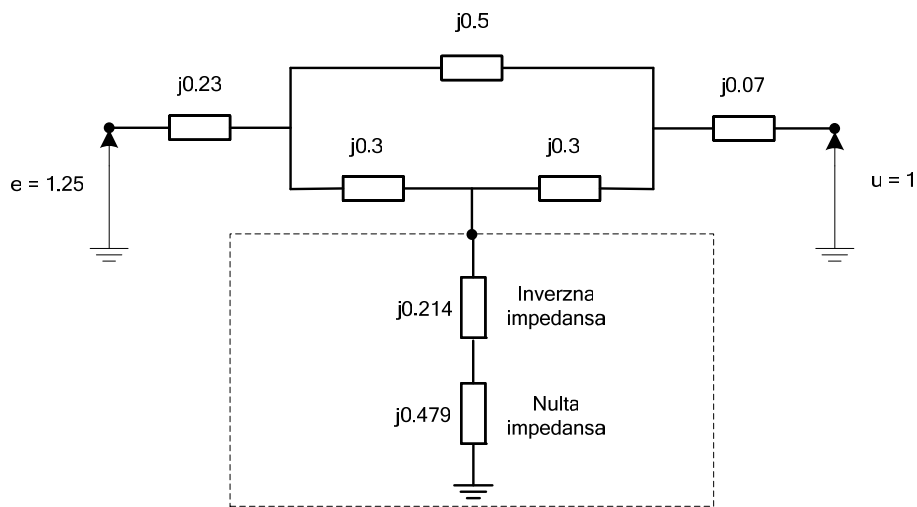 j0.5
j0.23
j0.07
j0.3
j0.3
e = 1.25
u = 1
j0.214
Inverzna
impedansa
j0.479
Nulta
impedansa